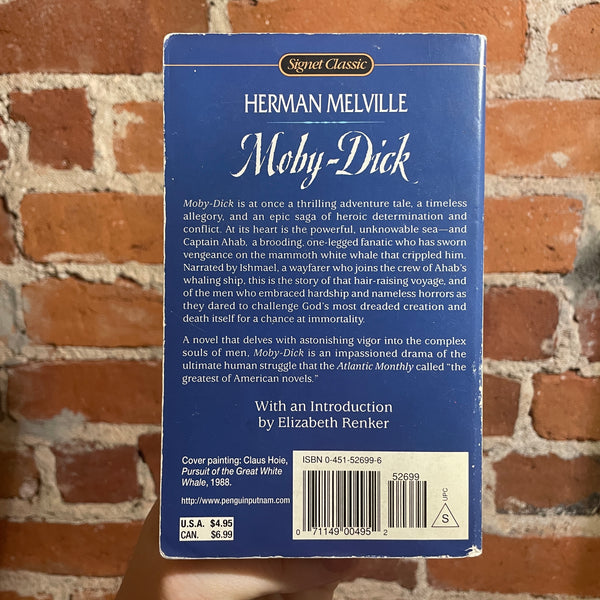 Signet Classic
HERMAN MELVILLE
Moby-Dick
Moby-Dick is at once a thrilling adventure tale, a timeless
allegory, and an epic saga of heroic determination and
conflict. At its heart is the powerful, unknowable sea—and
Captain Ahab, a brooding, one-legged fanatic who has sworn
vengeance on the mammoth white whale that crippled him.
Narrated by Ishmael, a wayfarer who joins the crew of Ahab's
whaling ship, this is the story of that hair-raising voyage, and
of the men who embraced hardship and nameless horrors as
they dared to challenge God's most dreaded creation and
death itself for a chance at immortality.
A novel that delves with astonishing vigor into the complex
souls of men, Moby-Dick is an impassioned drama of the
ultimate human struggle that the Atlantic Monthly called “the
greatest of American novels.”
With an Introduction
by Elizabeth Renker
Cover painting: Claus Hoie,
Pursuit of the Great White
Whale, 1988.
http://www.penguinputnam.com
U.S.A. $4.95
CAN. $6.99
ISBN 0-451-52699-6
52699
0 71149 00495 2
S
UPC